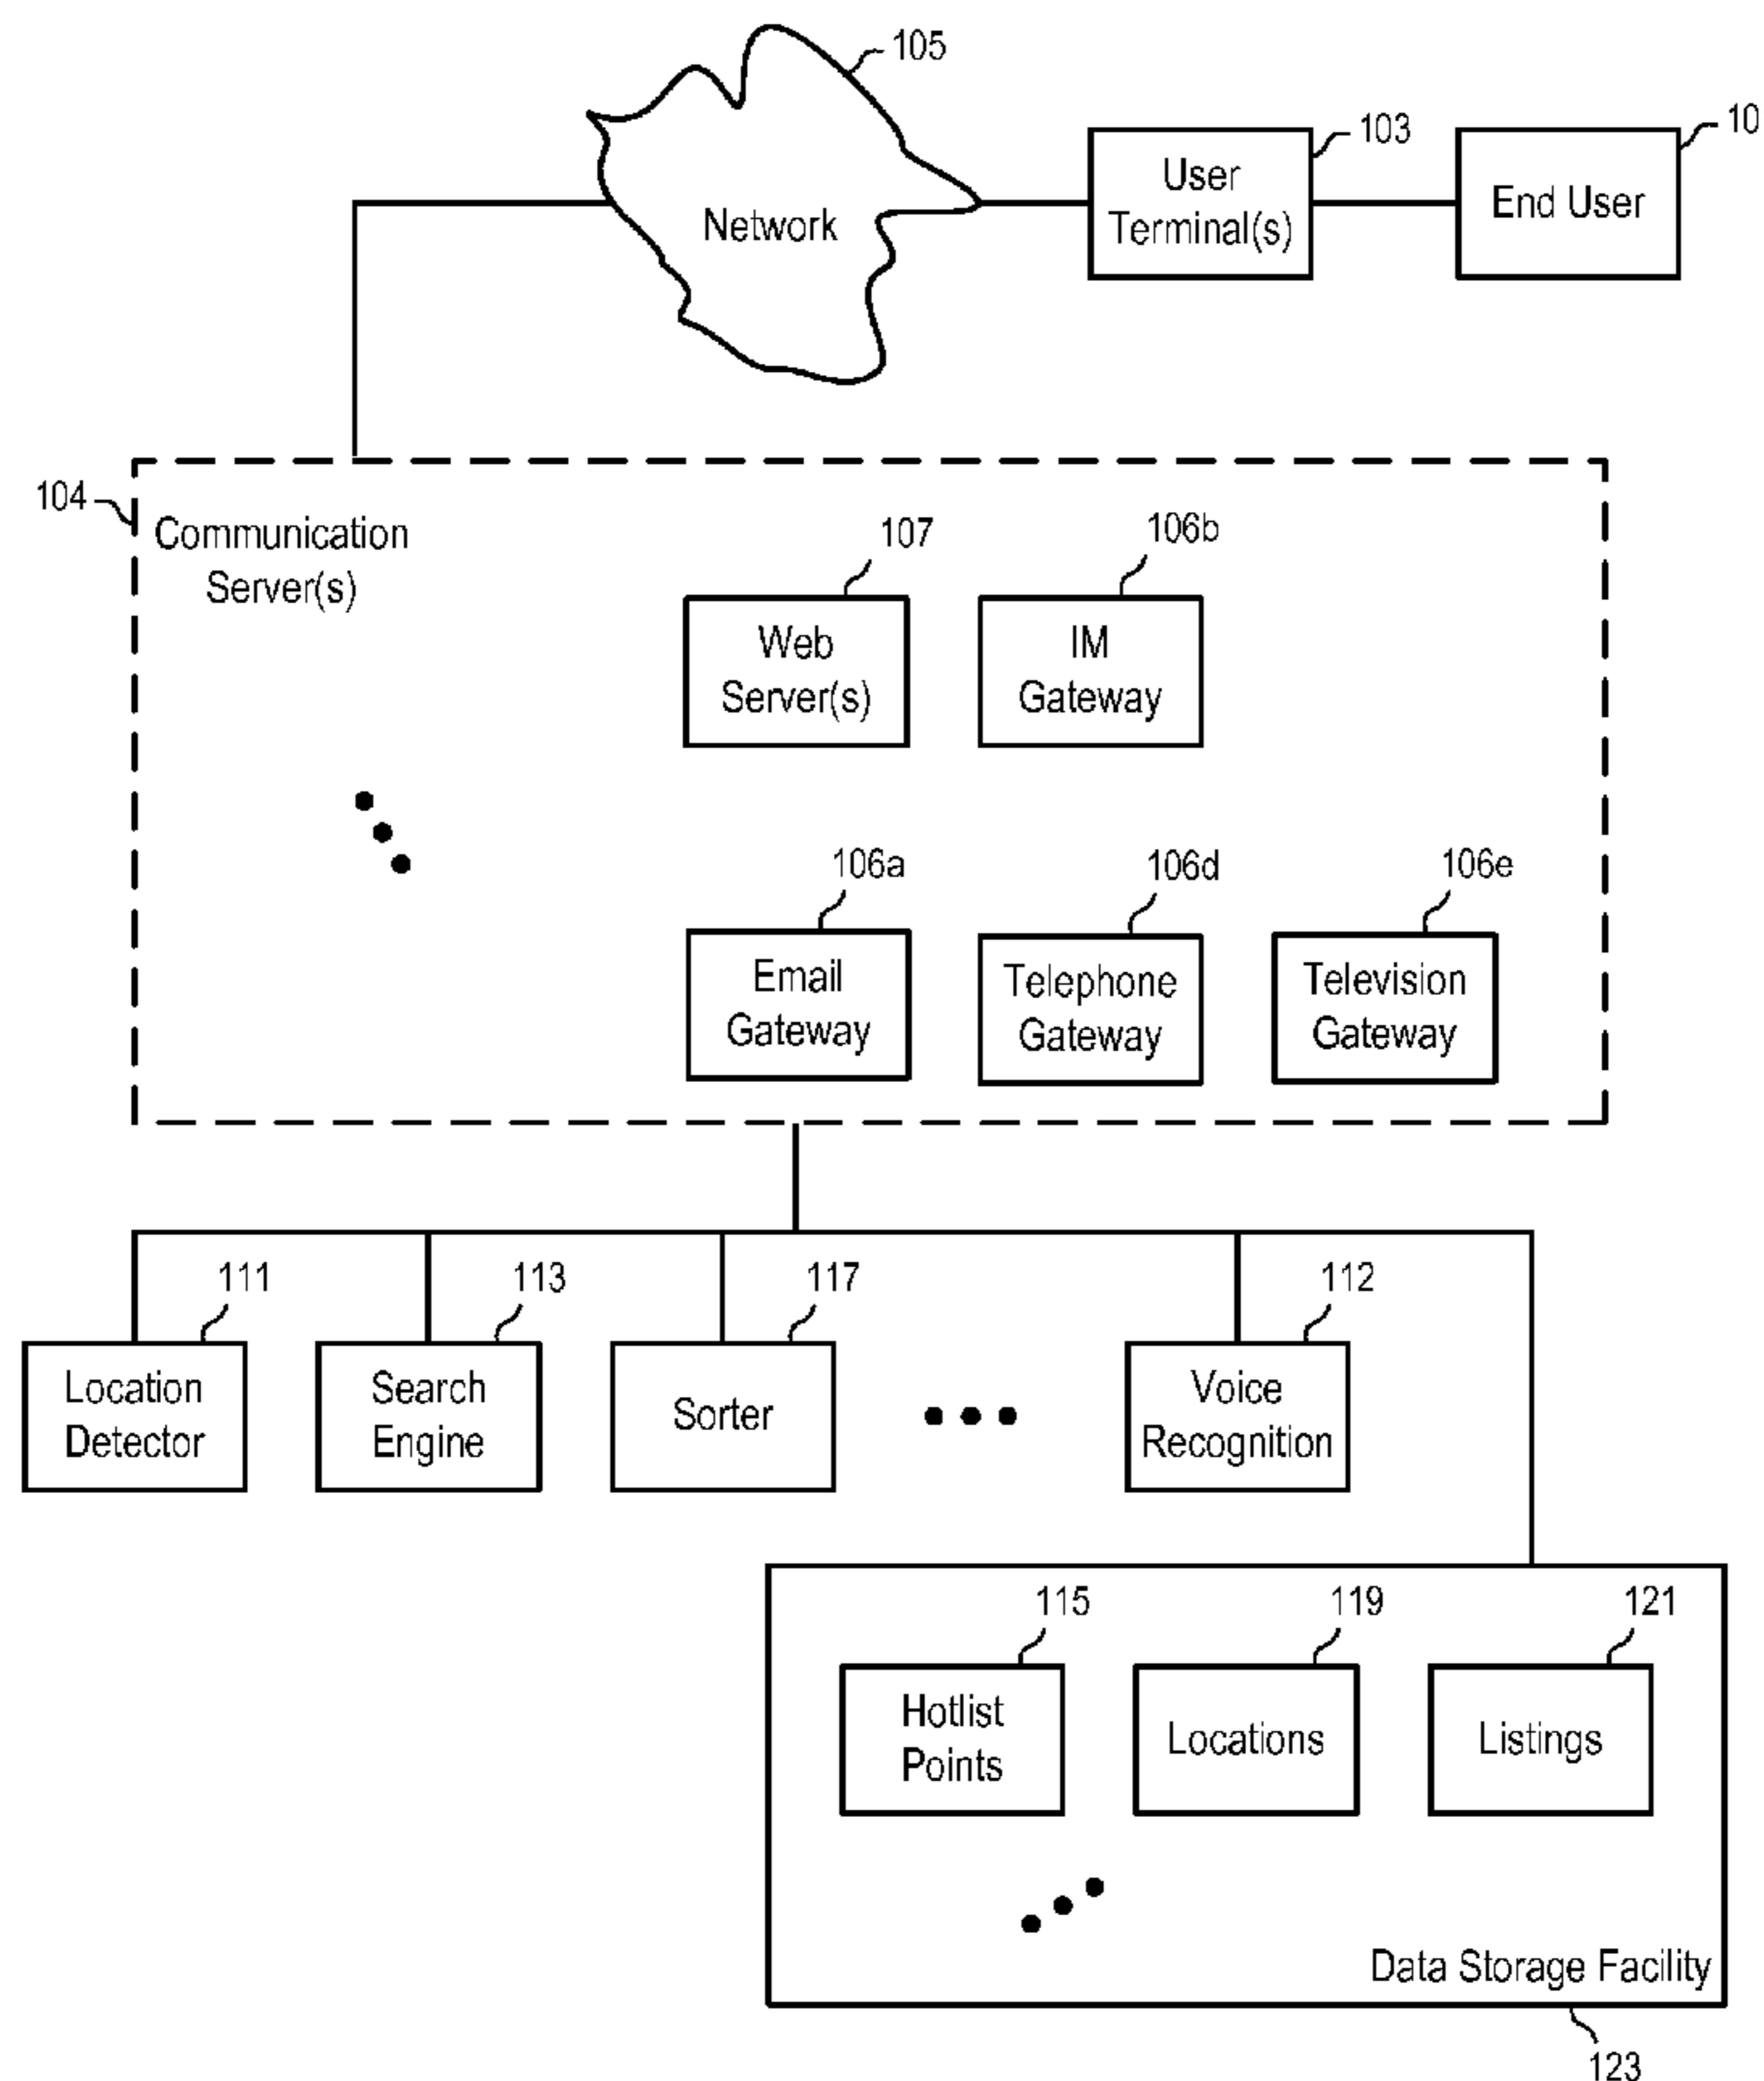 105
103
10
User
Terminal(s)
End User
Network
104
Communication
Server(s)
107
106b
Web
Server(s)
IM
Gateway
106a
106d
106e
Email
Gateway
Telephone
Gateway
Television
Gateway
111
113
117
112
Location
Detector
Search
Engine
Sorter
Voice
Recognition
115
119
121
Hotlist
Points
Locations
Listings
Data Storage Facility
123